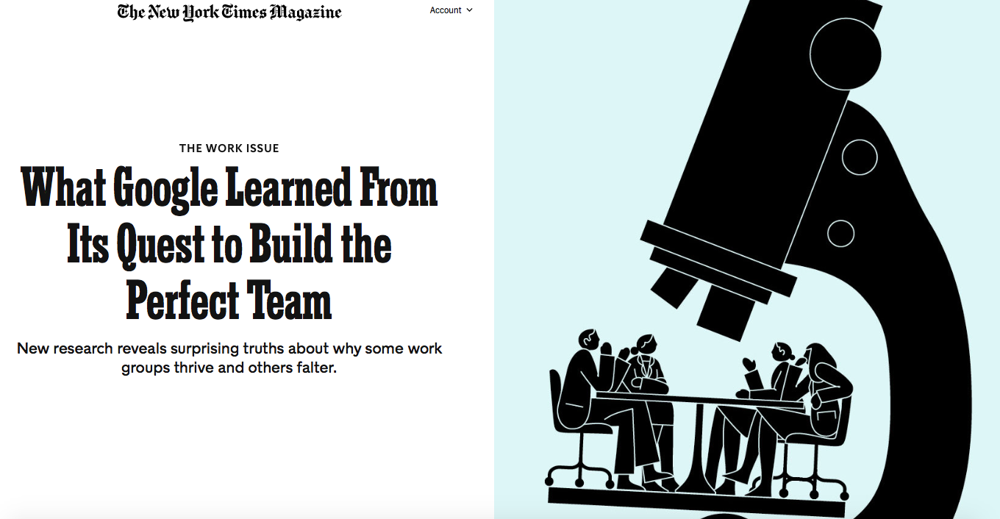 The New York Times Magazine
Account
THE WORK ISSUE
What Google Learned From
Its Quest to Build the
Perfect Team
New research reveals surprising truths about why some work
groups thrive and others falter.